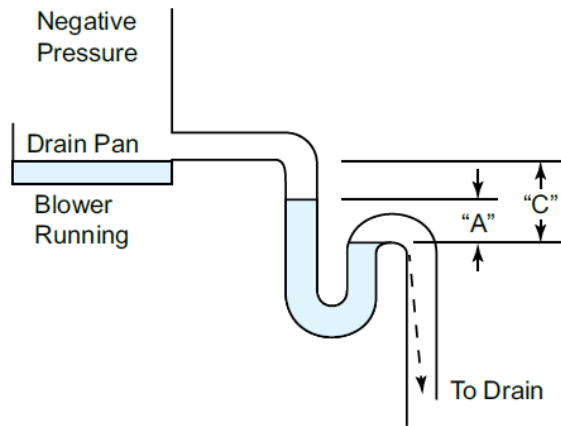 Negative
Pressure
Drain Pan
Blower
Running
“A”
“C”
To Drain